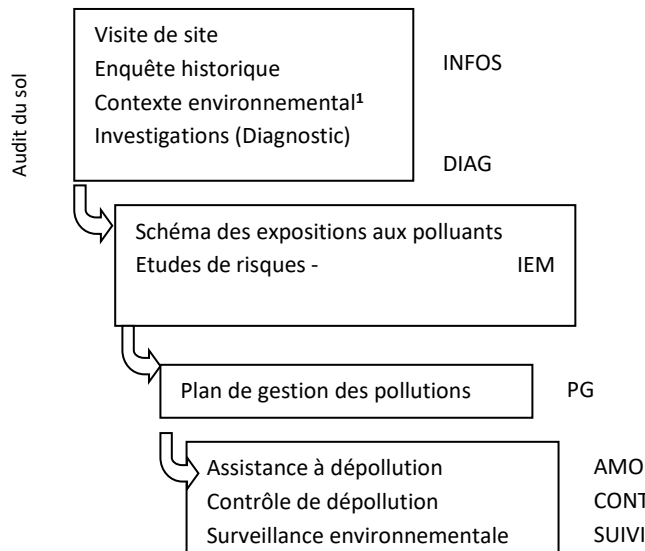 Audit du sol
Visite de site
Enquête historique INFOS
Contexte environnemental¹
Investigations (Diagnostic)
DIAG
Schéma des expositions aux polluants
Etudes de risques - IEM
Plan de gestion des pollutions PG
Assistance à dépollution AMO
Contrôle de dépollution CONT
Surveillance environnementale SUIVI